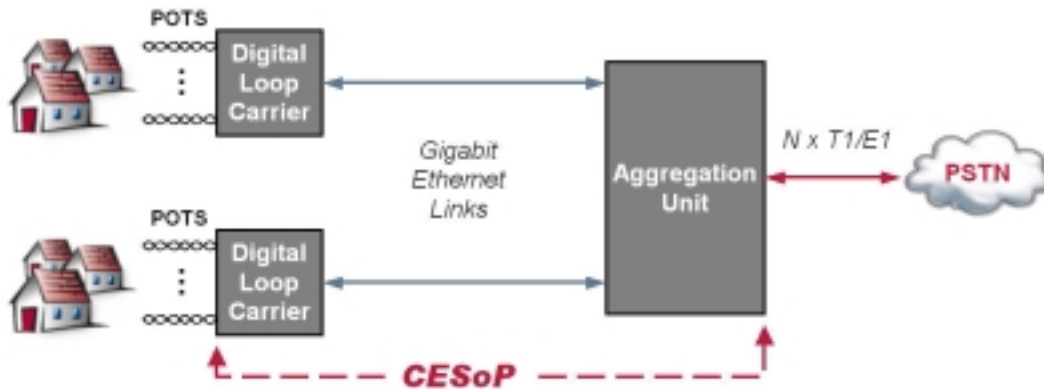 POTS
Digital
Loop
Carrier
Gigabit
Ethernet
Links
Aggregation
Unit
N x T1/E1
PSTN
POTS
Digital
Loop
Carrier
CESoP